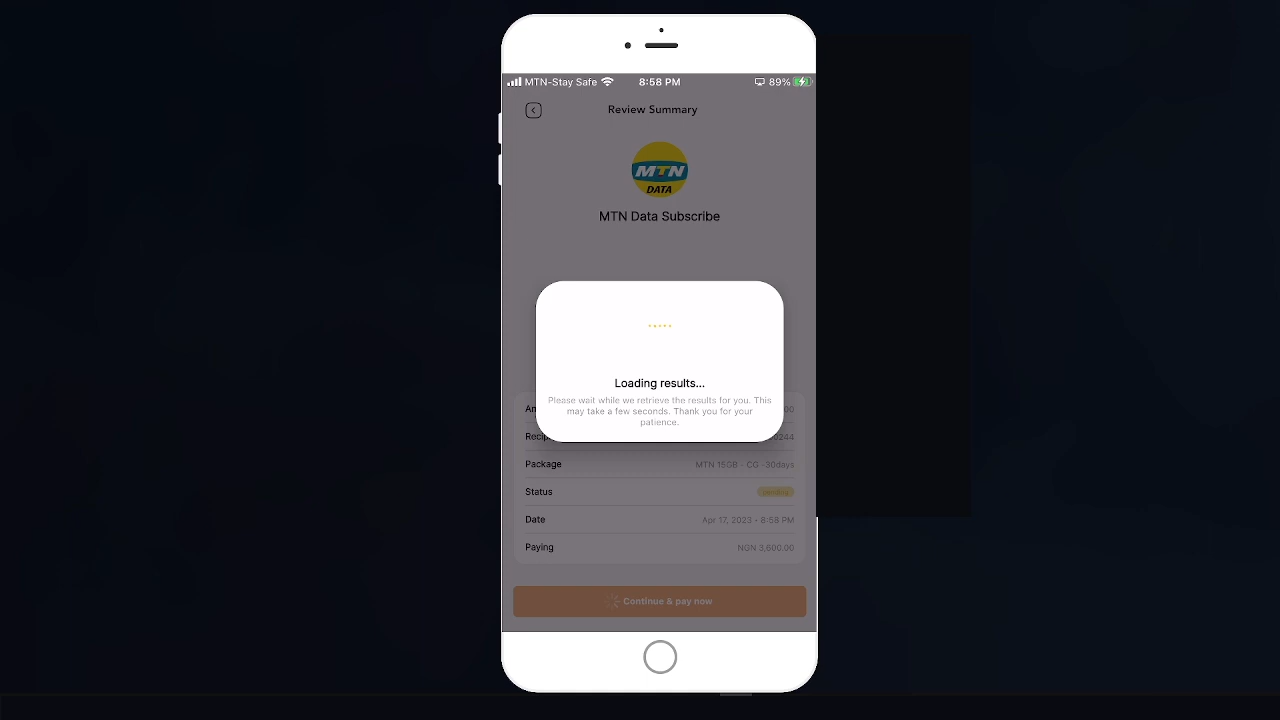 MTN-Stay Safe 8:58 PM 89%
Review Summary
MTN
DATA
MTN Data Subscribe
Loading results...
Please wait while we retrieve the results for you. This
may take a few seconds. Thank you for your
patience.
Package MTN 15GB - CG -30days
Status pending
Date Apr 17, 2023 - 8:58 PM
Paying NGN 3,600.00
Continue & pay now